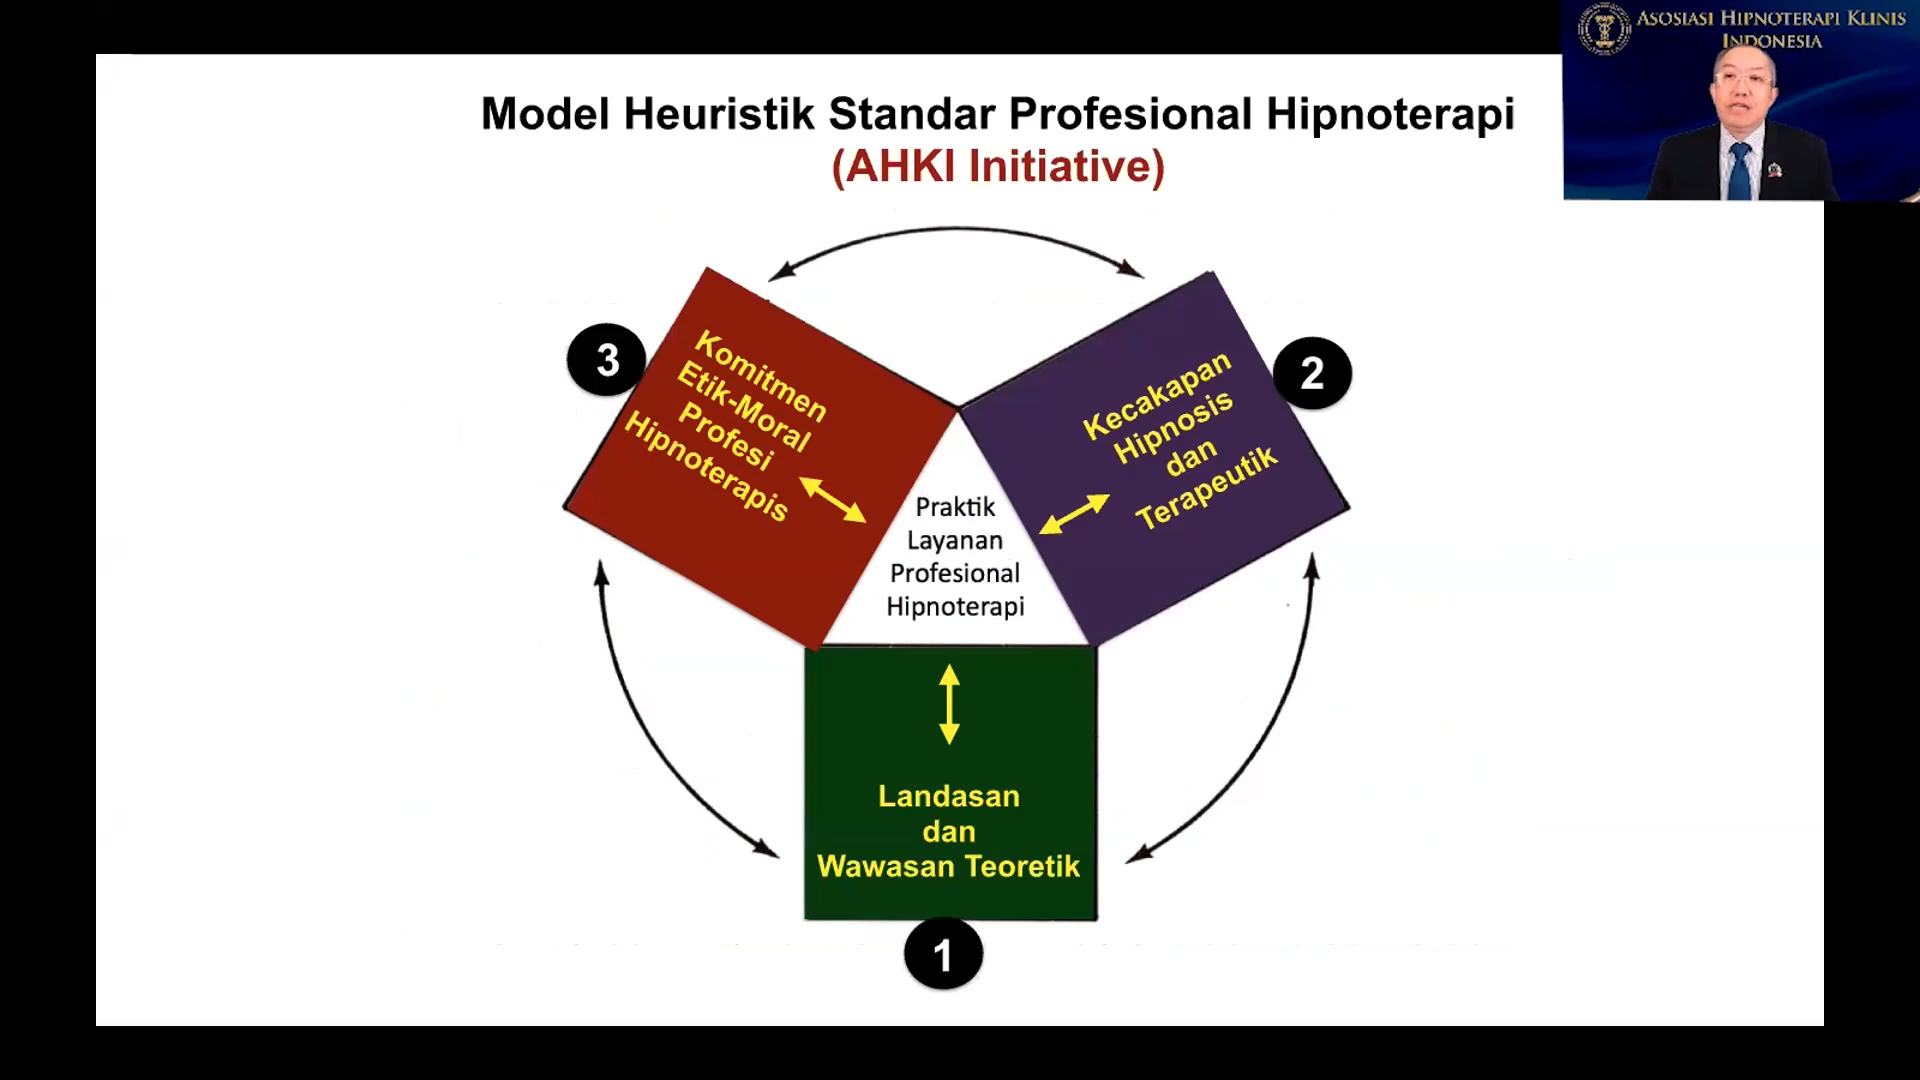 ASOSIASI HIPNOTERAPI KLINIS
INDONESIA
Model Heuristik Standar Profesional Hipnoterapi
(AHKI Initiative)
3
Komitmen
Etik-Moral
Profesi
Hipnoterapis
2
Kecakapan
Hipnosis
dan
Terapeutik
Praktik
Layanan
Profesional
Hipnoterapi
Landasan
dan
Wawasan Teoretik
1